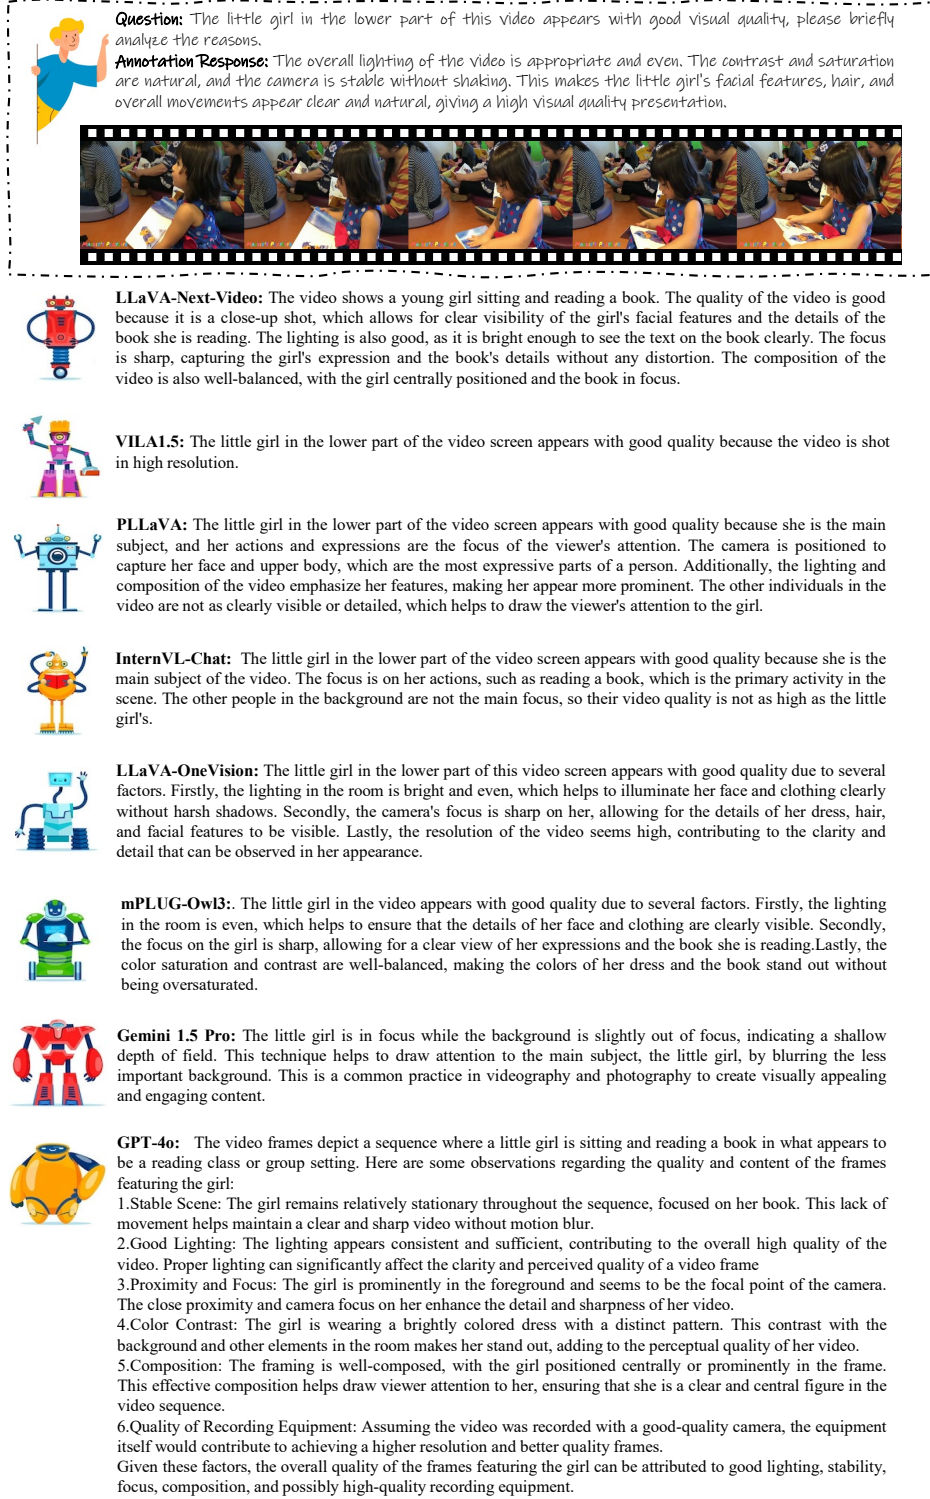 Question: The little girl in the lower part of this video appears with good visual quality, please briefly
analyze the reasons.
Annotation Response: The overall lighting of the video is appropriate and even. The contrast and saturation
are natural, and the camera is stable without shaking. This makes the little girl's facial features, hair, and
overall movements appear clear and natural, giving a high visual quality presentation.
LLaVA-Next-Video: The video shows a young girl sitting and reading a book. The quality of the video is good
because it is a close-up shot, which allows for clear visibility of the girl's facial features and the details of the
book she is reading. The lighting is also good, as it is bright enough to see the text on the book clearly. The focus
is sharp, capturing the girl's expression and the book's details without any distortion. The composition of the
video is also well-balanced, with the girl centrally positioned and the book in focus.
VILA1.5: The little girl in the lower part of the video screen appears with good quality because the video is shot
in high resolution.
PLLaVA: The little girl in the lower part of the video screen appears with good quality because she is the main
subject, and her actions and expressions are the focus of the viewer's attention. The camera is positioned to
capture her face and upper body, which are the most expressive parts of a person. Additionally, the lighting and
composition of the video emphasize her features, making her appear more prominent. The other individuals in the
video are not as clearly visible or detailed, which helps to draw the viewer's attention to the girl.
InternVL-Chat: The little girl in the lower part of the video screen appears with good quality because she is the
main subject of the video. The focus is on her actions, such as reading a book, which is the primary activity in the
scene. The other people in the background are not the main focus, so their video quality is not as high as the little
girl's.
LLaVA-OneVision: The little girl in the lower part of this video screen appears with good quality due to several
factors. Firstly, the lighting in the room is bright and even, which helps to illuminate her face and clothing clearly
without harsh shadows. Secondly, the camera's focus is sharp on her, allowing for the details of her dress, hair,
and facial features to be visible. Lastly, the resolution of the video seems high, contributing to the clarity and
detail that can be observed in her appearance.
mPLUG-Owl3:. The little girl in the video appears with good quality due to several factors. Firstly, the lighting
in the room is even, which helps to ensure that the details of her face and clothing are clearly visible. Secondly,
the focus on the girl is sharp, allowing for a clear view of her expressions and the book she is reading.Lastly, the
color saturation and contrast are well-balanced, making the colors of her dress and the book stand out without
being oversaturated.
Gemini 1.5 Pro: The little girl is in focus while the background is slightly out of focus, indicating a shallow
depth of field. This technique helps to draw attention to the main subject, the little girl, by blurring the less
important background. This is a common practice in videography and photography to create visually appealing
and engaging content.
GPT-4o: The video frames depict a sequence where a little girl is sitting and reading a book in what appears to
be a reading class or group setting. Here are some observations regarding the quality and content of the frames
featuring the girl:
1.Stable Scene: The girl remains relatively stationary throughout the sequence, focused on her book. This lack of
movement helps maintain a clear and sharp video without motion blur.
2.Good Lighting: The lighting appears consistent and sufficient, contributing to the overall high quality of the
video. Proper lighting can significantly affect the clarity and perceived quality of a video frame
3.Proximity and Focus: The girl is prominently in the foreground and seems to be the focal point of the camera.
The close proximity and camera focus on her enhance the detail and sharpness of her video.
4.Color Contrast: The girl is wearing a brightly colored dress with a distinct pattern. This contrast with the
background and other elements in the room makes her stand out, adding to the perceptual quality of her video.
5.Composition: The framing is well-composed, with the girl positioned centrally or prominently in the frame.
This effective composition helps draw viewer attention to her, ensuring that she is a clear and central figure in the
video sequence.
6.Quality of Recording Equipment: Assuming the video was recorded with a good-quality camera, the equipment
itself would contribute to achieving a higher resolution and better quality frames.
Given these factors, the overall quality of the frames featuring the girl can be attributed to good lighting, stability,
focus, composition, and possibly high-quality recording equipment.